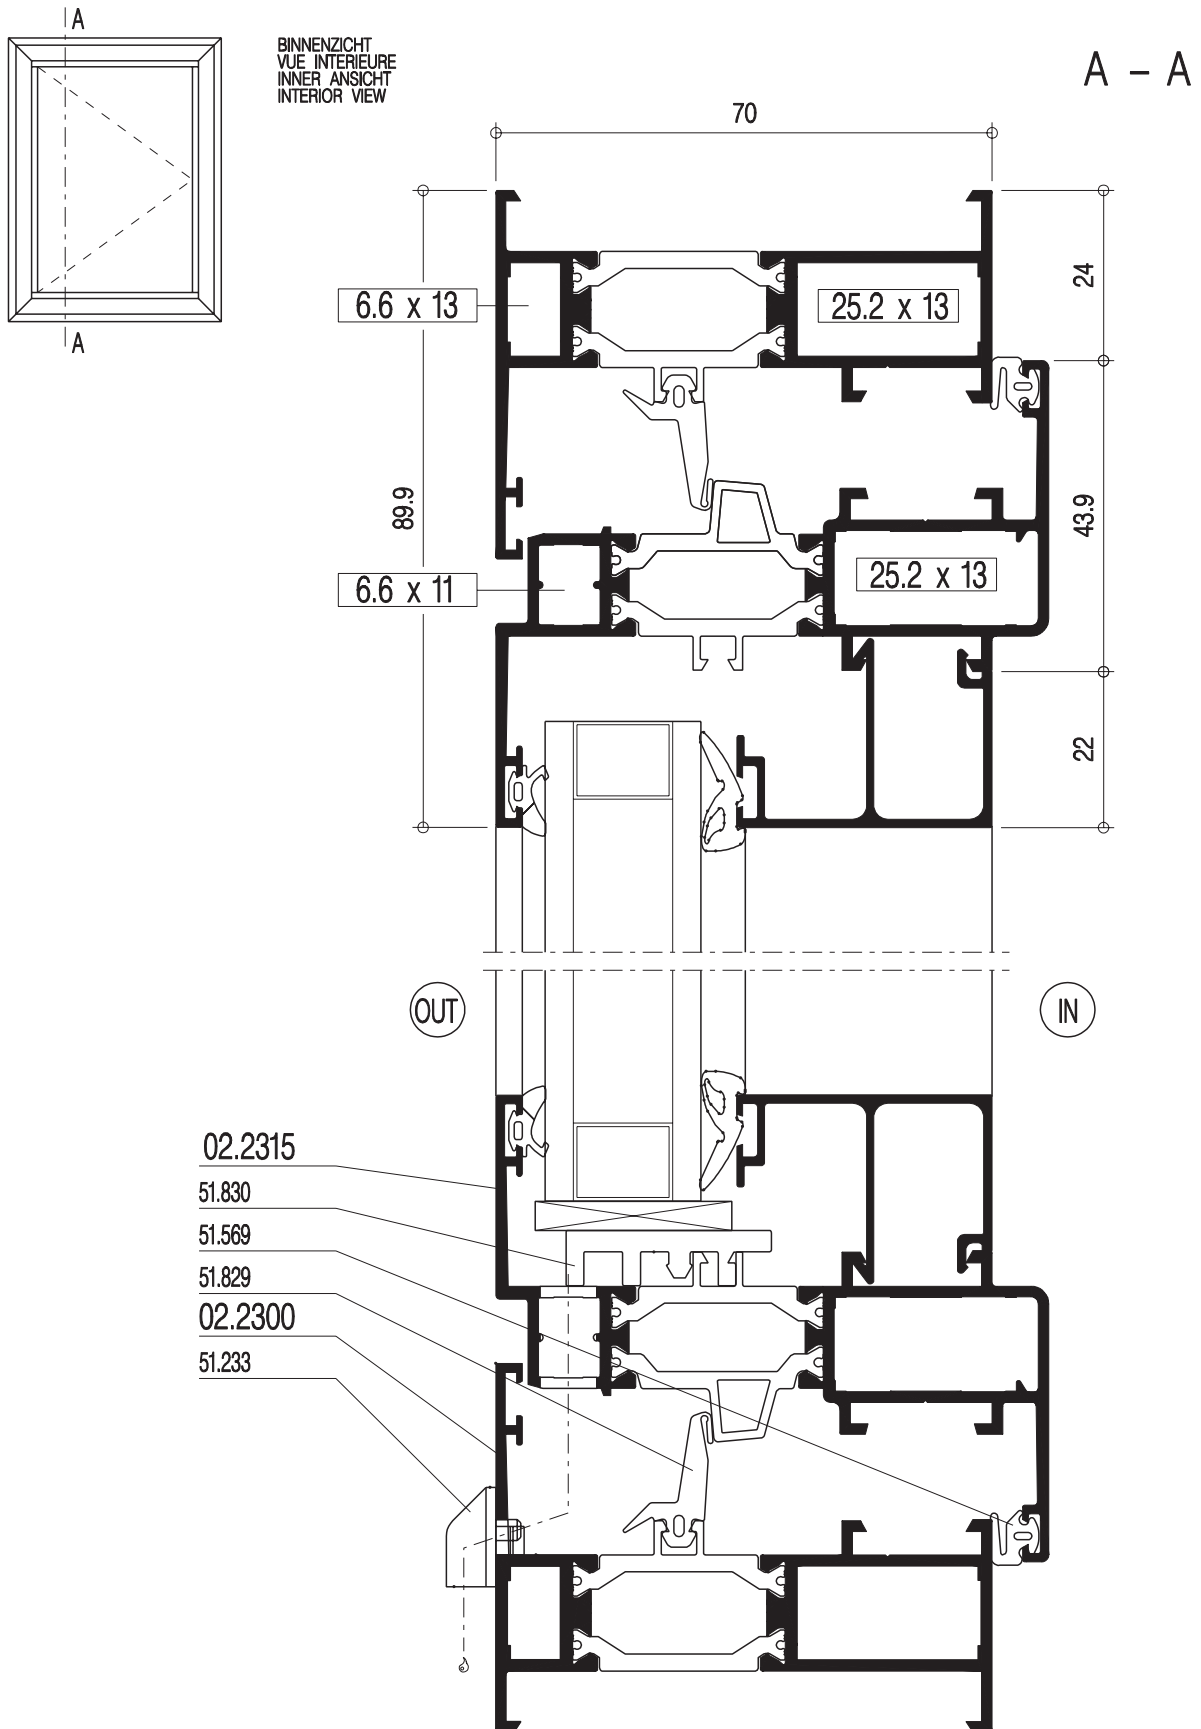 A
BINNENZICHT
VUE INTERIEURE
INNER ANSICHT
INTERIOR VIEW
A - A
A
70
24
6.6 x 13
25.2 x 13
89.9
43.9
6.6 x 11
25.2 x 13
22
OUT
IN
02.2315
51.830
51.569
51.829
02.2300
51.233